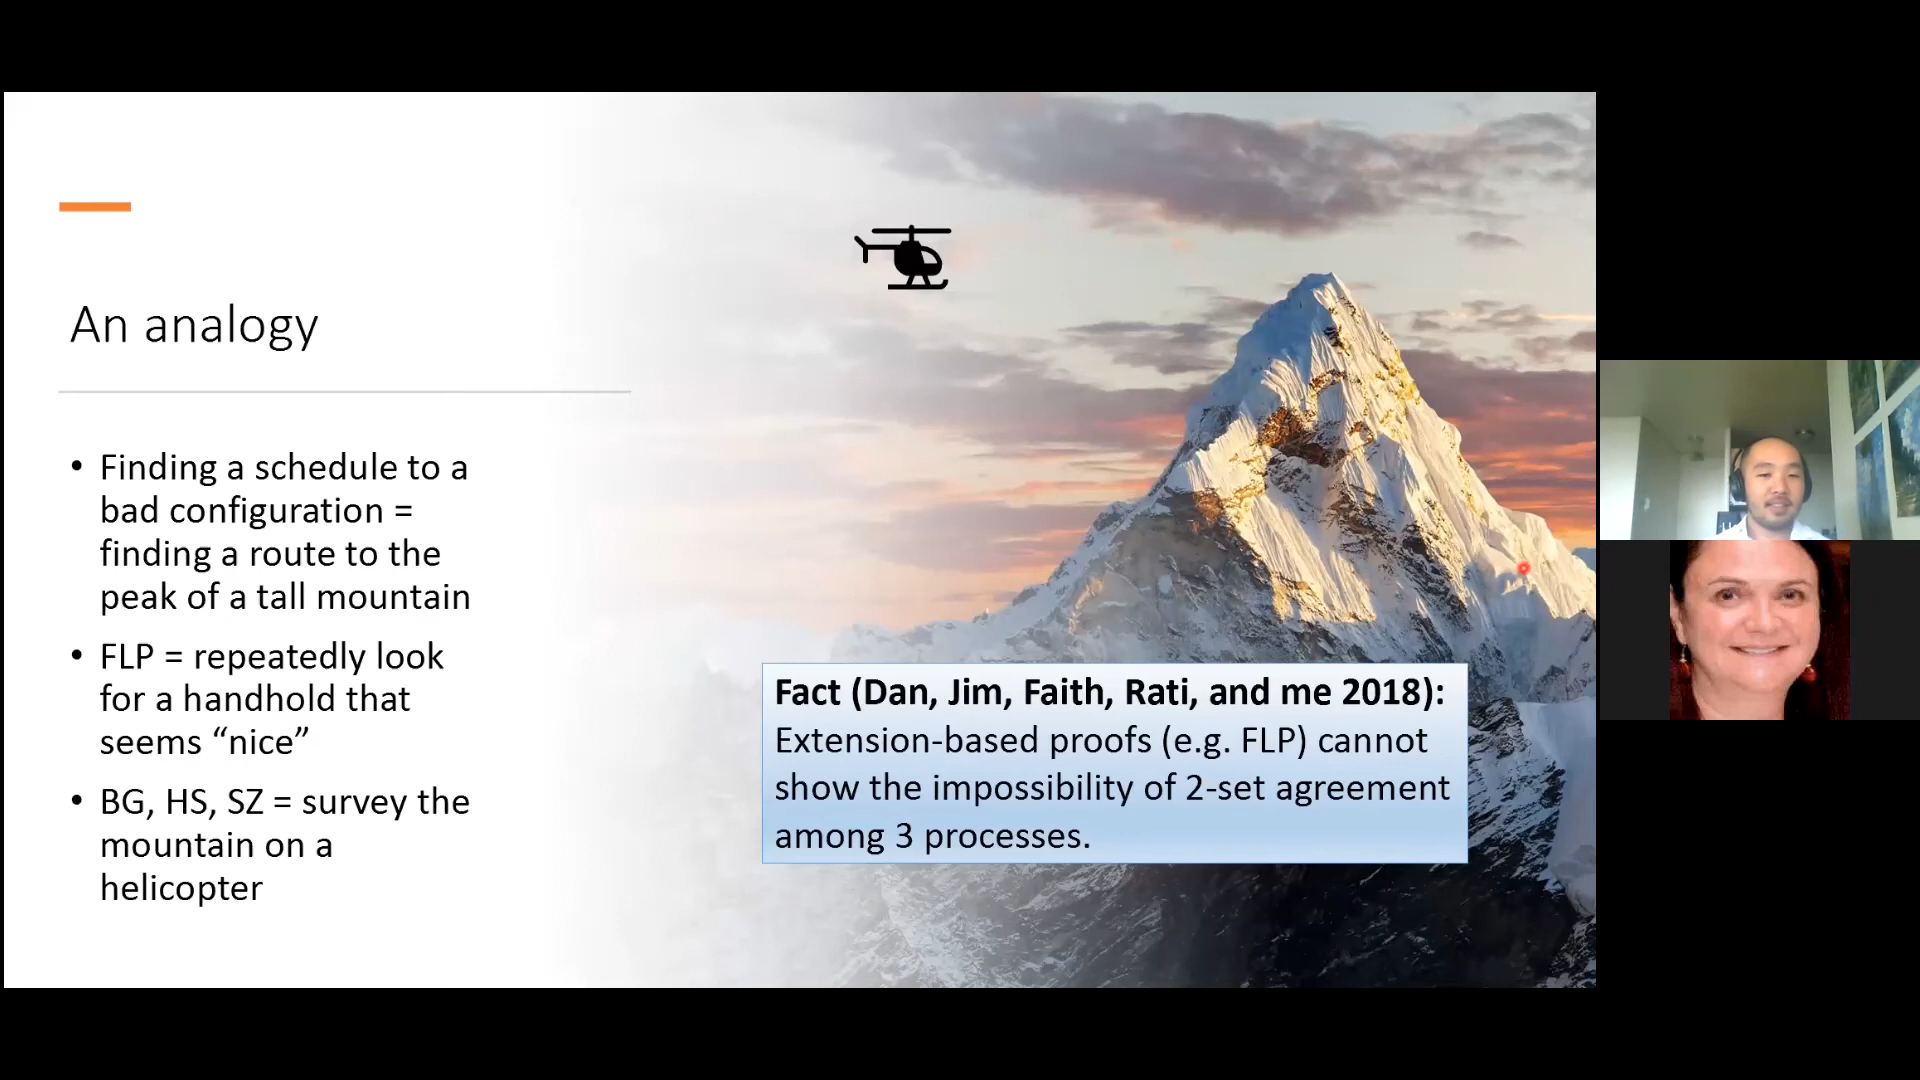 An analogy
• Finding a schedule to a
bad configuration =
finding a route to the
peak of a tall mountain
• FLP = repeatedly look
for a handhold that
seems “nice”
• BG, HS, SZ = survey the
mountain on a
helicopter
Fact (Dan, Jim, Faith, Rati, and me 2018):
Extension-based proofs (e.g. FLP) cannot
show the impossibility of 2-set agreement
among 3 processes.